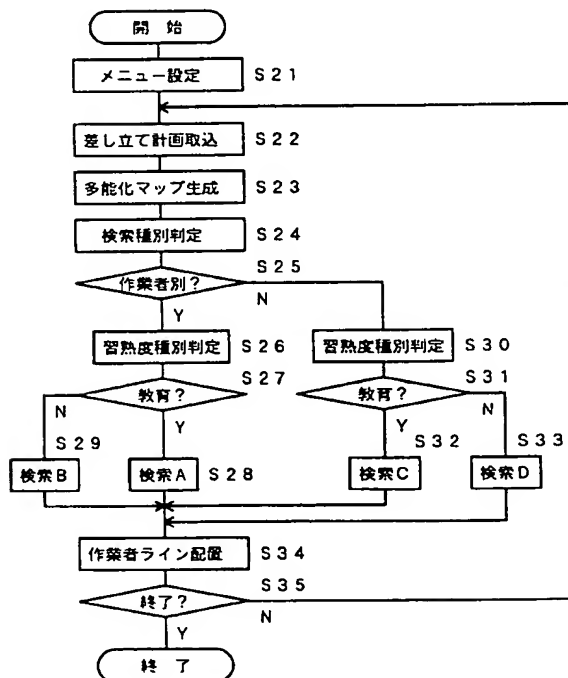 開 始
メニュー設定 S21
差し立て計画取込 S22
多能化マップ生成 S23
検索種別判定 S24
作業者別? S25
N
Y
習熟度種別判定 S26
習熟度種別判定 S30
教育? S27
教育? S31
N
Y
Y
N
検索B S29
検索A S28
検索C S32
検索D S33
作業者ライン配置 S34
終了? S35
N
Y
終 了